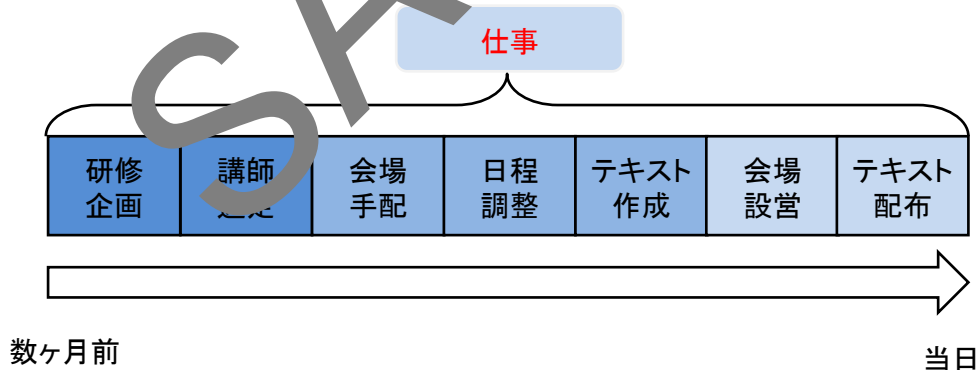 仕事
研修
企画
講師
会場
手配
日程
調整
テキスト
作成
会場
設営
テキスト
配布
数ヶ月前
当日